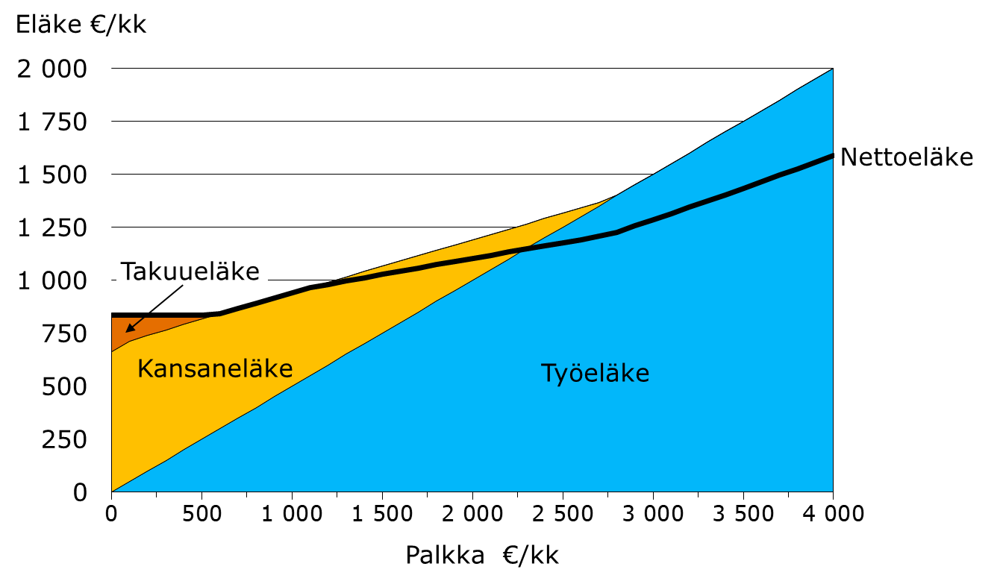 Eläke €/kk
2 000
1 750
1 500
1 250
1 000
750
500
250
0
Takuueläke
Kansaneläke
Työeläke
Nettoeläke
0 500 1 000 1 500 2 000 2 500 3 000 3 500 4 000
Palkka €/kk